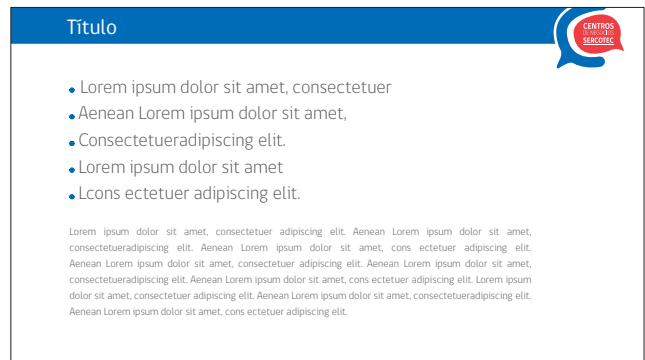 Título
CENTROS
DE NEGOCIOS
SERCOTEC
Lorem ipsum dolor sit amet, consectetuer
Aenean Lorem ipsum dolor sit amet,
Consectetueradipiscing elit.
Lorem ipsum dolor sit amet
Lcons ectetuer adipiscing elit.
Lorem ipsum dolor sit amet, consectetuer adipiscing elit. Aenean Lorem ipsum dolor sit amet,
consectetueradipiscing elit. Aenean Lorem ipsum dolor sit amet, cons ectetuer adipiscing elit.
Aenean Lorem ipsum dolor sit amet, consectetuer adipiscing elit. Aenean Lorem ipsum dolor sit amet,
consectetueradipiscing elit. Aenean Lorem ipsum dolor sit amet, cons ectetuer adipiscing elit. Lorem ipsum
dolor sit amet, consectetuer adipiscing elit. Aenean Lorem ipsum dolor sit amet, consectetueradipiscing elit.
Aenean Lorem ipsum dolor sit amet, cons ectetuer adipiscing elit.